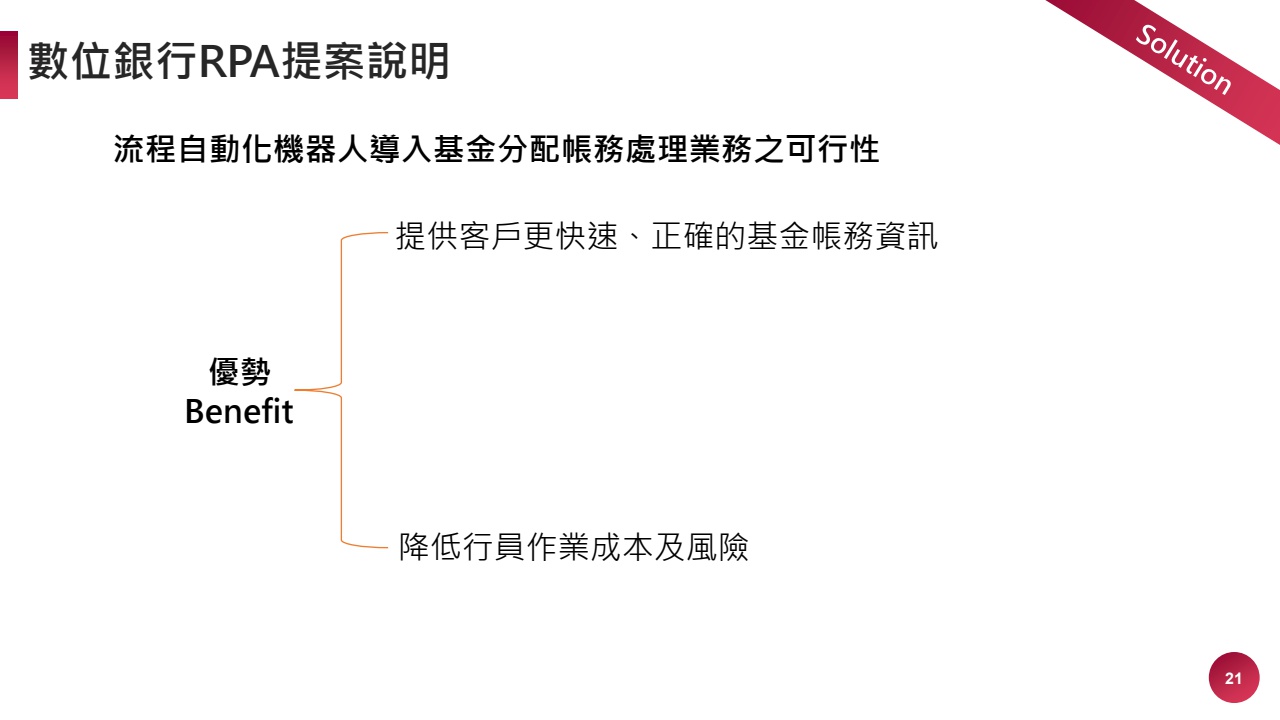 數位銀行RPA提案說明
Solution
流程自動化機器人導入基金分配帳務處理業務之可行性
提供客戶更快速、正確的基金帳務資訊
優勢
Benefit
降低行員作業成本及風險
21